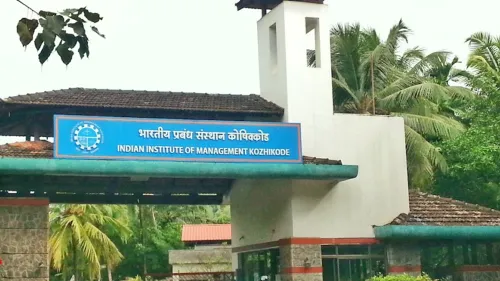 भारतीय प्रबंध संस्थान कोषिक्कोड
INDIAN INSTITUTE OF MANAGEMENT KOZHIKODE